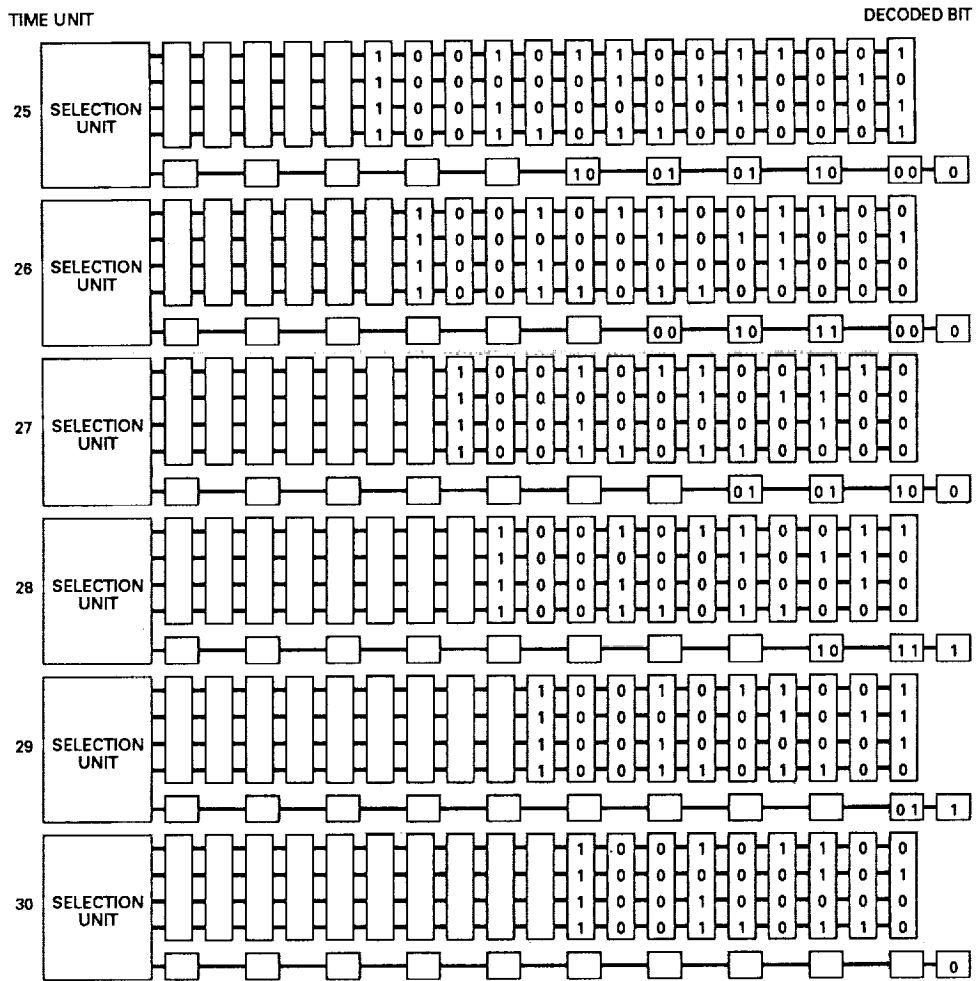 TIME UNIT DECODED BIT
1 0 0 1 0 1 1 0 0 1 1 0 0 1
1 0 0 0 0 0 1 0 1 1 0 0 1 0
25 SELECTION UNIT
1 0 0 1 0 0 0 0 0 1 0 0 0 1
1 0 0 1 1 0 1 1 0 0 0 0 0 1
10 01 01 10 00 0
1 0 0 1 0 1 1 0 0 1 1 0 0
1 0 0 0 0 0 1 0 1 1 0 0 1
26 SELECTION UNIT
1 0 0 1 0 0 0 0 0 1 0 0 0
1 0 0 1 1 0 1 1 0 0 0 0 0
00 10 11 00 0
1 0 0 1 0 1 1 0 0 1 1 0
1 0 0 0 0 0 1 0 1 1 0 0
27 SELECTION UNIT
1 0 0 1 0 0 0 0 0 1 0 0
1 0 0 1 1 0 1 1 0 0 0 0
01 01 10 0
1 0 0 1 0 1 1 0 0 1 1
1 0 0 0 0 0 1 0 1 1 0
28 SELECTION UNIT
1 0 0 1 0 0 0 0 0 1 0
1 0 0 1 1 0 1 1 0 0 0
10 11 1
1 0 0 1 0 1 1 0 0 1
1 0 0 0 0 0 1 0 1 1
29 SELECTION UNIT
1 0 0 1 0 0 0 0 0 1
1 0 0 1 1 0 1 1 0 0
01 1
1 0 0 1 0 1 1 0 0
1 0 0 0 0 0 1 0 1
30 SELECTION UNIT
1 0 0 1 0 0 0 0 0
1 0 0 1 1 0 1 1 0
0